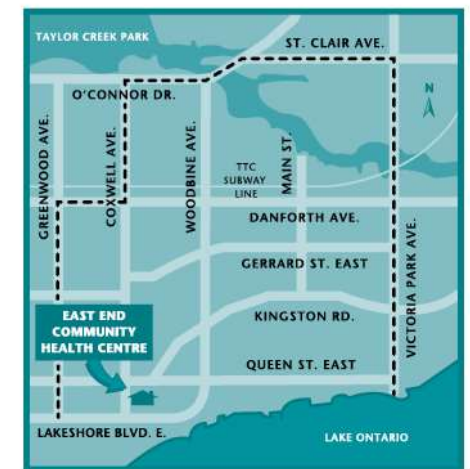 TAYLOR CREEK PARK
ST. CLAIR AVE.
O'CONNOR DR.
N
GREENWOOD AVE.
COXWELL AVE.
WOODBINE AVE.
MAIN ST.
TTC
SUBWAY
LINE
DANFORTH AVE.
VICTORIA PARK AVE.
GERRARD ST. EAST
EAST END
COMMUNITY
HEALTH CENTRE
KINGSTON RD.
QUEEN ST. EAST
LAKESHORE BLVD. E.
LAKE ONTARIO